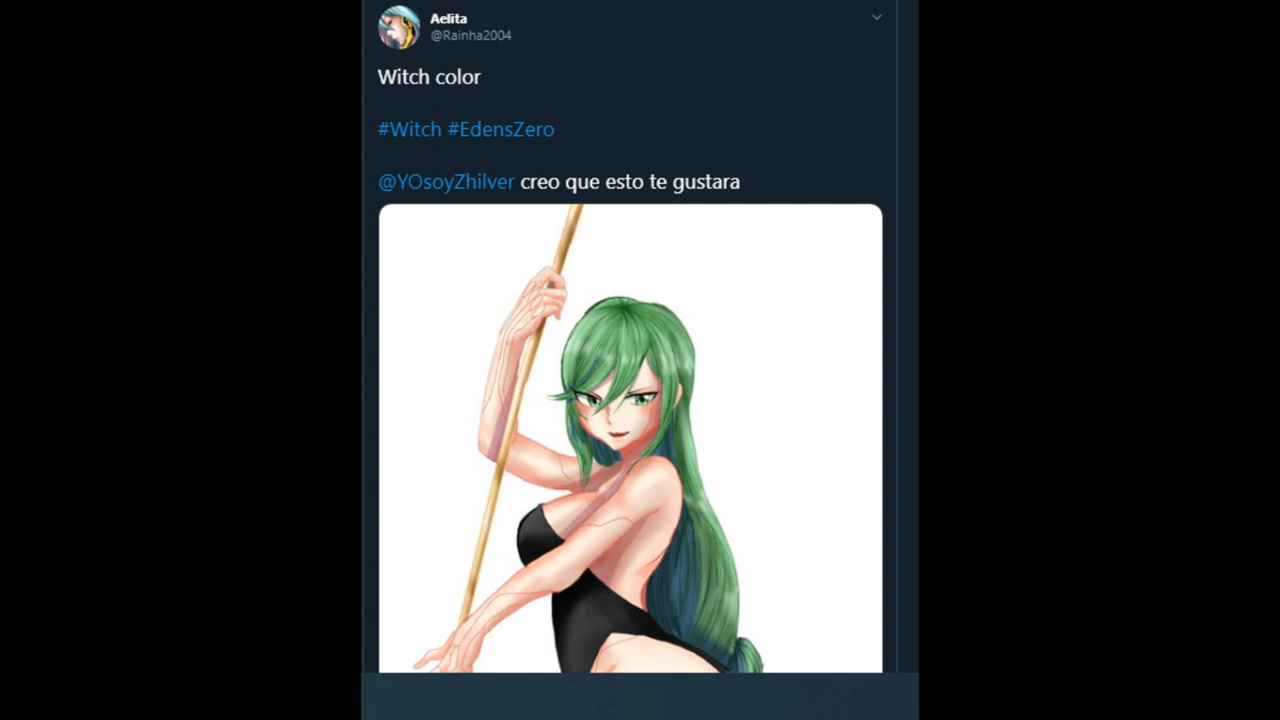 Aelita
@Rainha2004
Witch color
#Witch #EdensZero
@YOsoyZhilver creo que esto te gustara